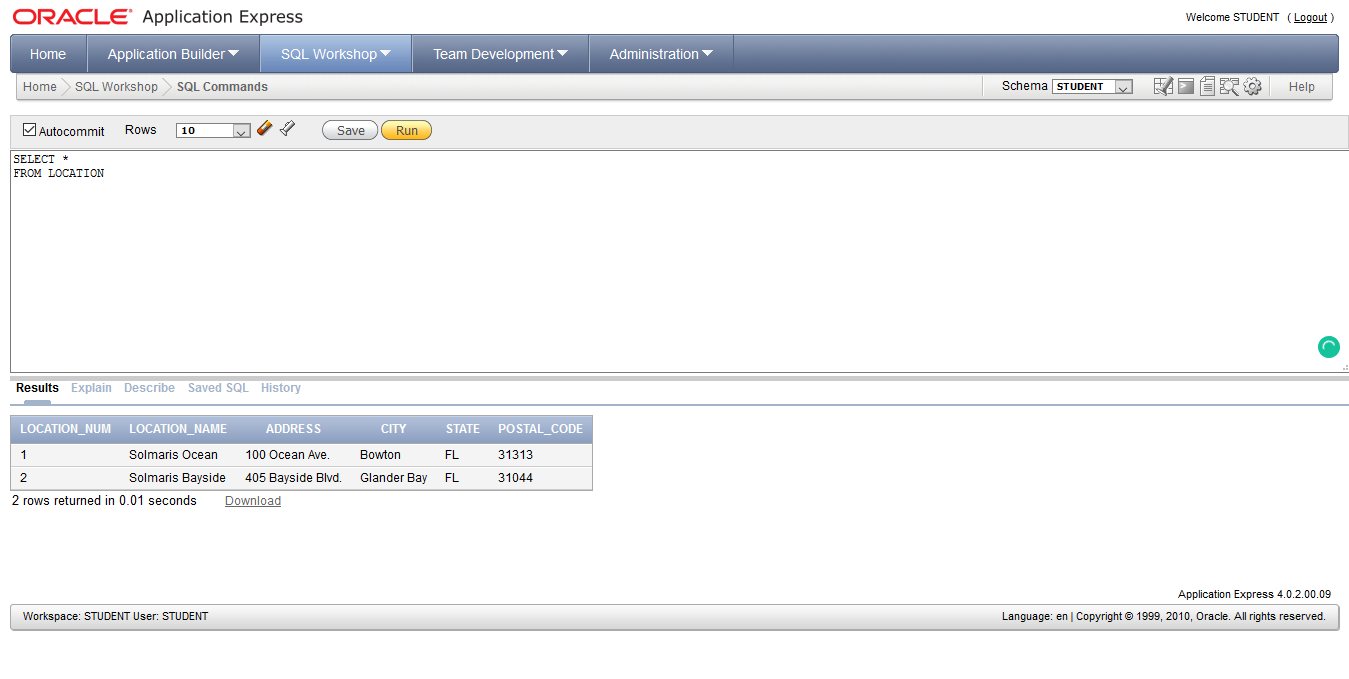 ORACLE Application Express Welcome STUDENT ( Logout )
Home Application Builder SQL Workshop Team Development Administration
Home SQL Workshop SQL Commands Schema STUDENT Help
Autocommit Rows 10 Save Run
SELECT *
FROM LOCATION
Results Explain Describe Saved SQL History
LOCATION_NUM LOCATION_NAME ADDRESS CITY STATE POSTAL_CODE
1 Solmaris Ocean 100 Ocean Ave. Bowton FL 31313
2 Solmaris Bayside 405 Bayside Blvd. Glander Bay FL 31044
2 rows returned in 0.01 seconds Download
Application Express 4.0.2.00.09
Workspace: STUDENT User: STUDENT Language: en | Copyright © 1999, 2010, Oracle. All rights reserved.